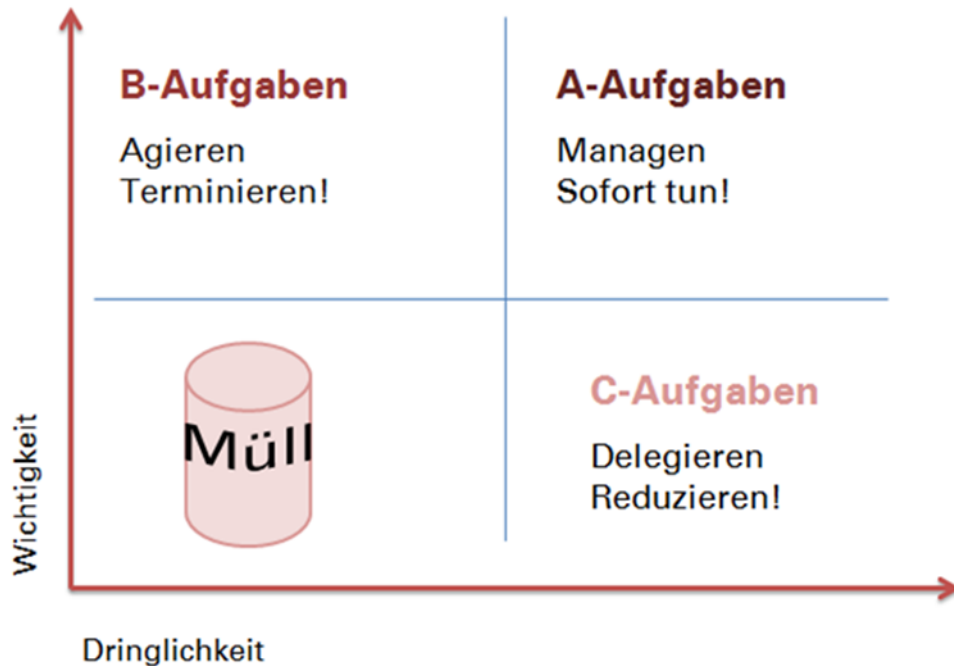 B-Aufgaben
Agieren
Terminieren!
A-Aufgaben
Managen
Sofort tun!
Müll
C-Aufgaben
Delegieren
Reduzieren!
Wichtigkeit
Dringlichkeit